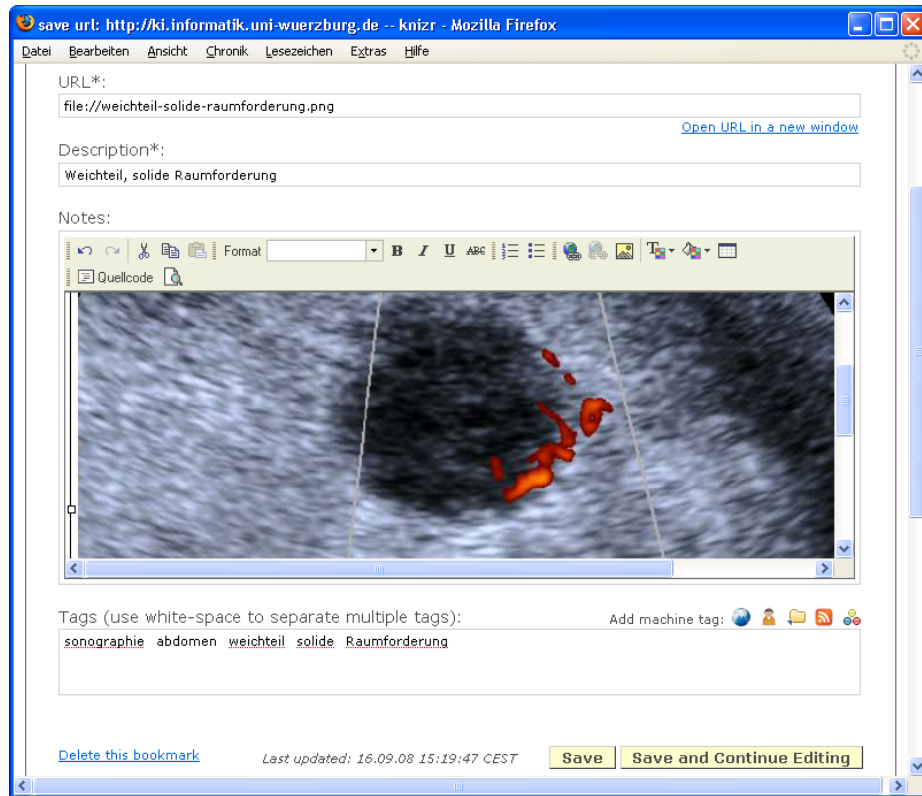 save url: http://ki.informatik.uni-wuerzburg.de -- knizr - Mozilla Firefox
Datei Bearbeiten Ansicht Chronik Lesezeichen Extras Hilfe
URL*:
file://weichteil-solide-raumforderung.png
Open URL in a new window
Description*:
Weichteil, solide Raumforderung
Notes:
Format B I U ABC
Quellcode
Tags (use white-space to separate multiple tags): Add machine tag:
sonographie abdomen weichteil solide Raumforderung
Delete this bookmark Last updated: 16.09.08 15:19:47 CEST Save Save and Continue Editing